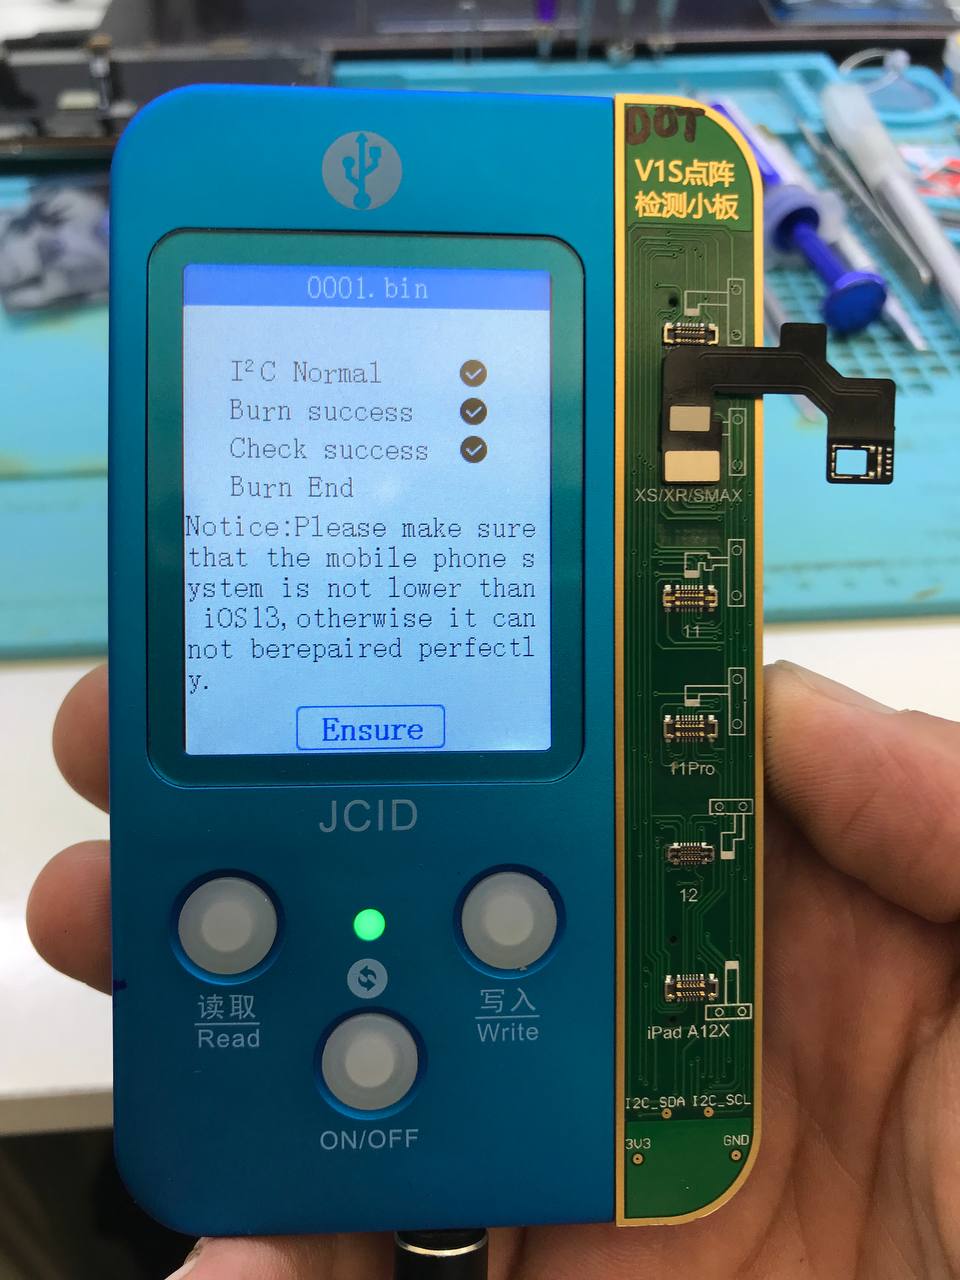 DOT
V1S点阵
检测小板
0001.bin
I²C Normal
Burn success
Check success
Burn End
Notice:Please make sure
that the mobile phone s
ystem is not lower than
iOS13,otherwise it can
not berepaired perfectl
y.
Ensure
JCID
读取
Read
写入
Write
ON/OFF
XS/XR/SMAX
11
11Pro
12
iPad A12X
I2C_SDA I2C_SCL
3V3
GND